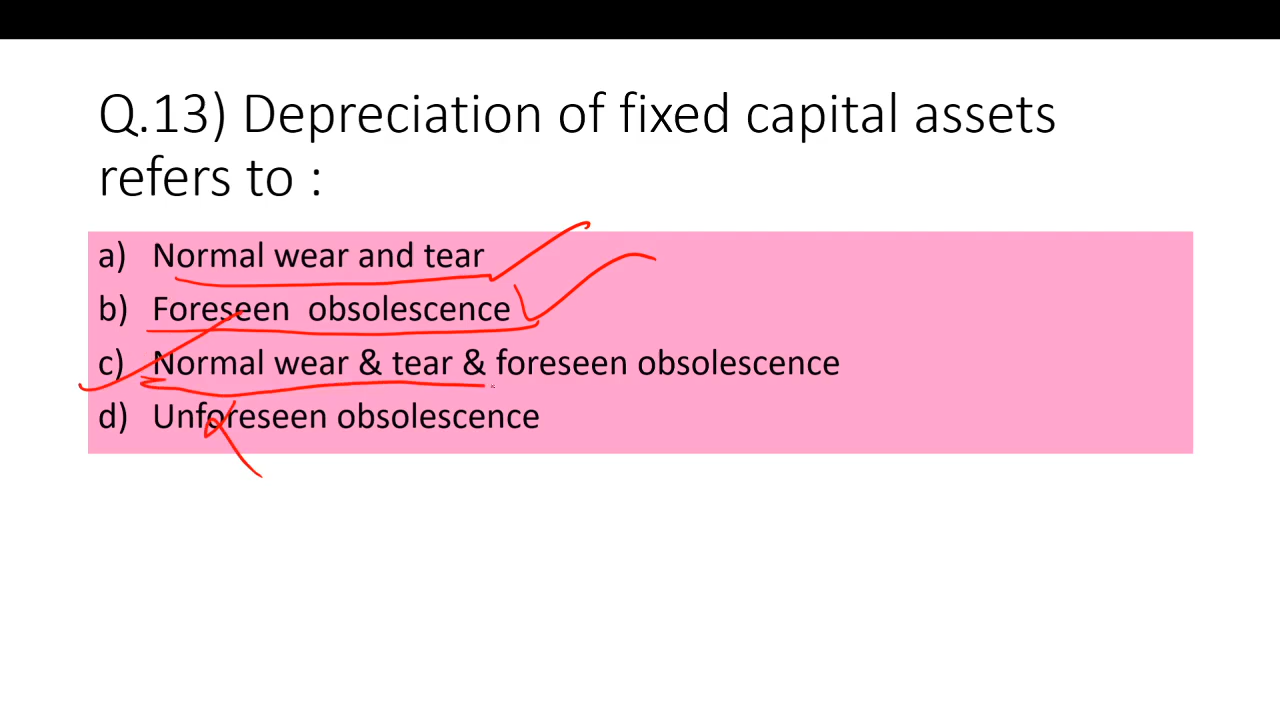 Q.13) Depreciation of fixed capital assets
refers to :
a) Normal wear and tear
b) Foreseen obsolescence
c) Normal wear & tear & foreseen obsolescence
d) Unforeseen obsolescence